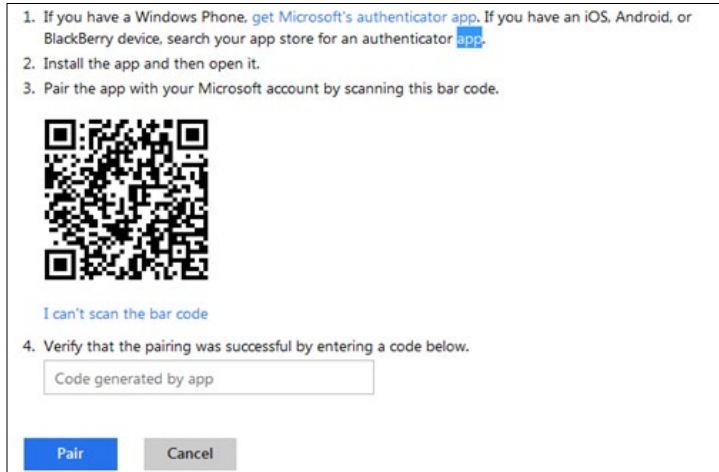 1. If you have a Windows Phone, get Microsoft's authenticator app. If you have an iOS, Android, or
BlackBerry device, search your app store for an authenticator app.
2. Install the app and then open it.
3. Pair the app with your Microsoft account by scanning this bar code.
I can't scan the bar code
4. Verify that the pairing was successful by entering a code below.
Code generated by app
Pair Cancel